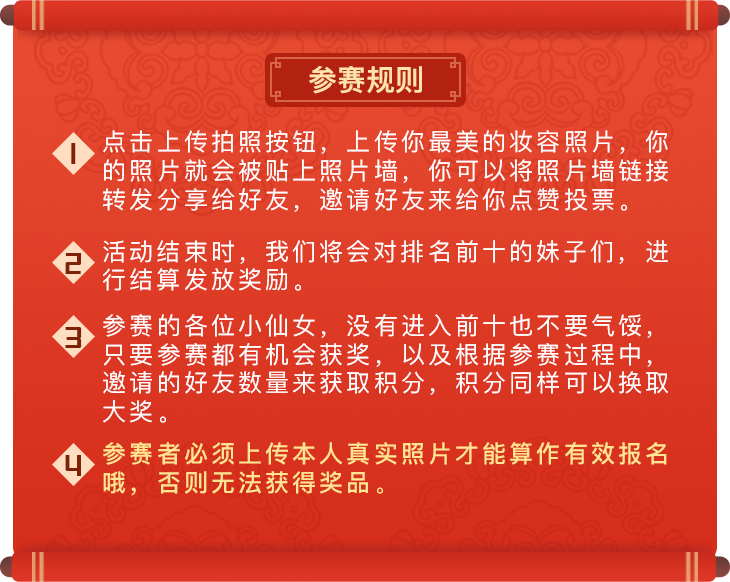 参赛规则
1 点击上传拍照按钮，上传你最美的妆容照片，你
的照片就会被贴上照片墙，你可以将照片墙链接
转发分享给好友，邀请好友来给你点赞投票。
2 活动结束时，我们将会对排名前十的妹子们，进
行结算发放奖励。
3 参赛的各位小仙女，没有进入前十也不要气馁，
只要参赛都有机会获奖，以及根据参赛过程中，
邀请的好友数量来获取积分，积分同样可以换取
大奖。
4 参赛者必须上传本人真实照片才能算作有效报名
哦，否则无法获得奖品。